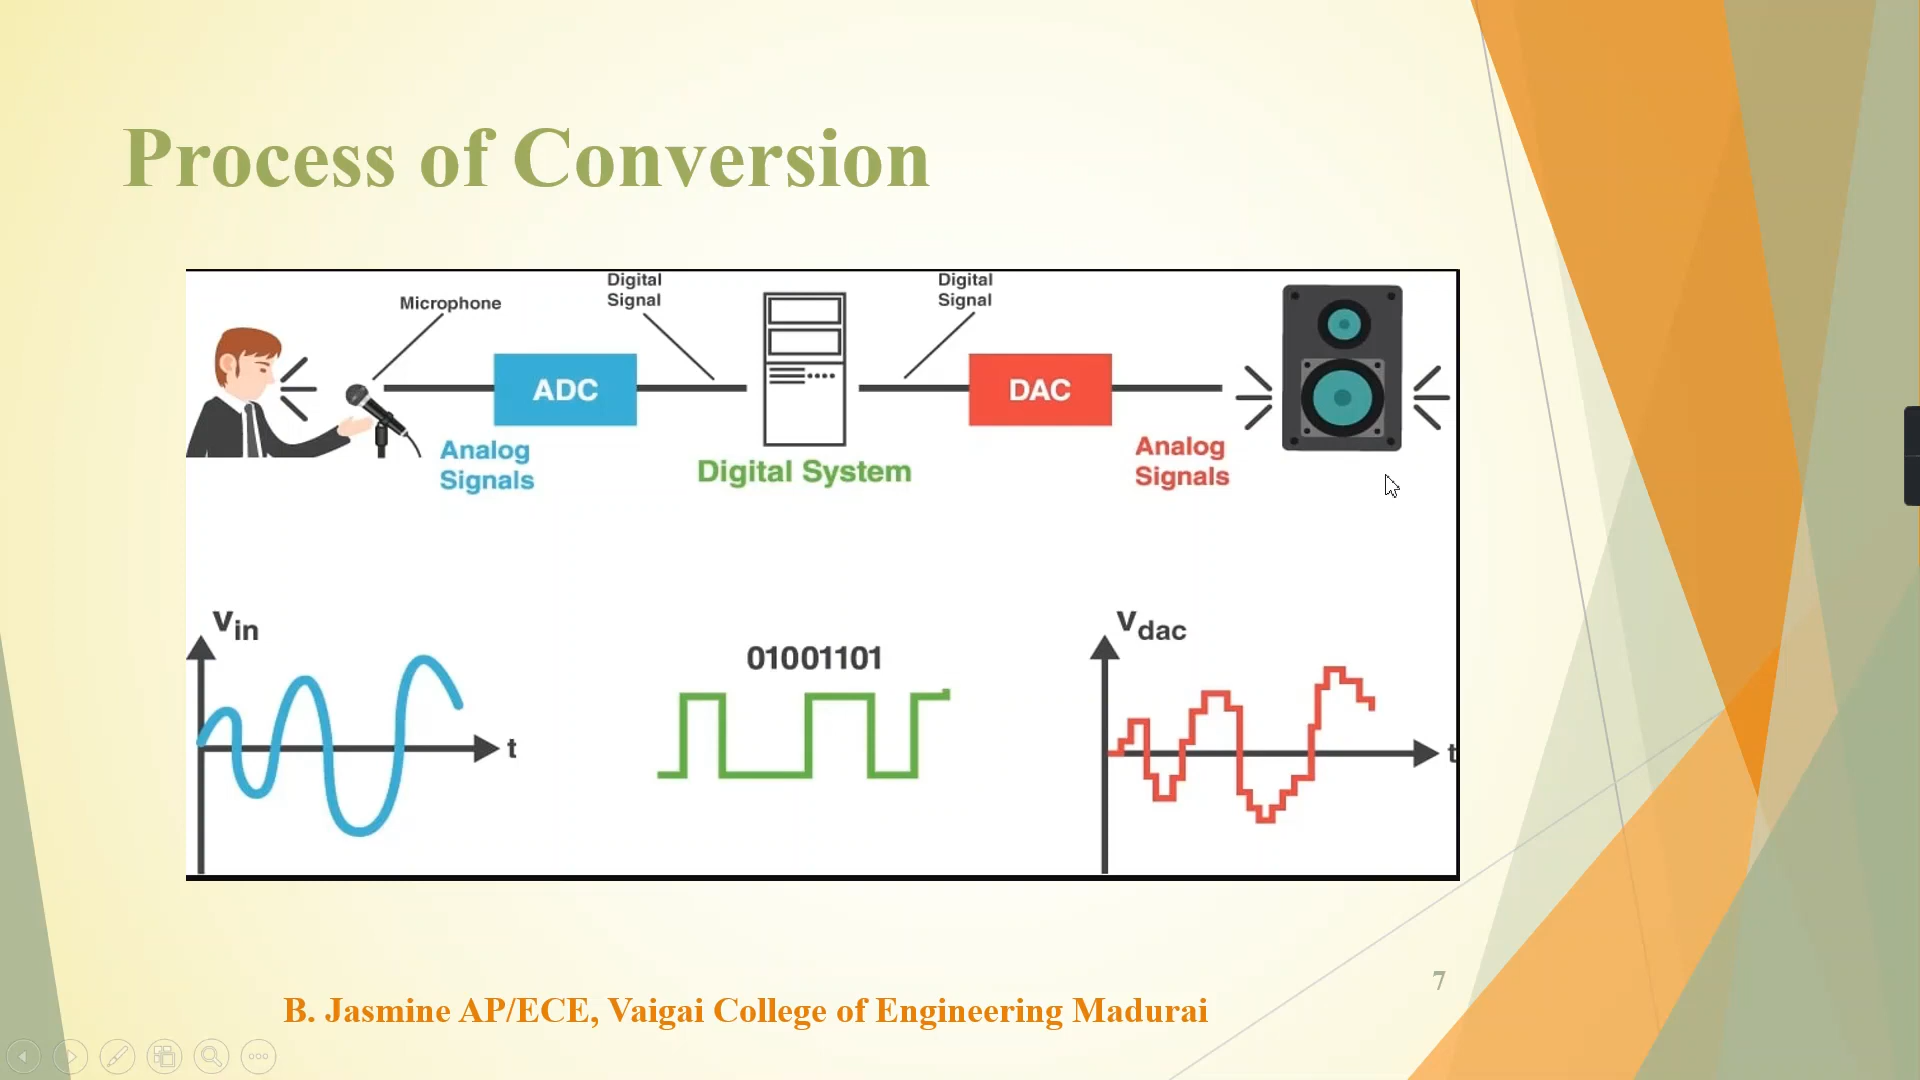 Process of Conversion
Microphone
Digital
Signal
Digital
Signal
ADC
DAC
Analog
Signals
Digital System
Analog
Signals
Vin
t
01001101
Vdac
t
7
B. Jasmine AP/ECE, Vaigai College of Engineering Madurai